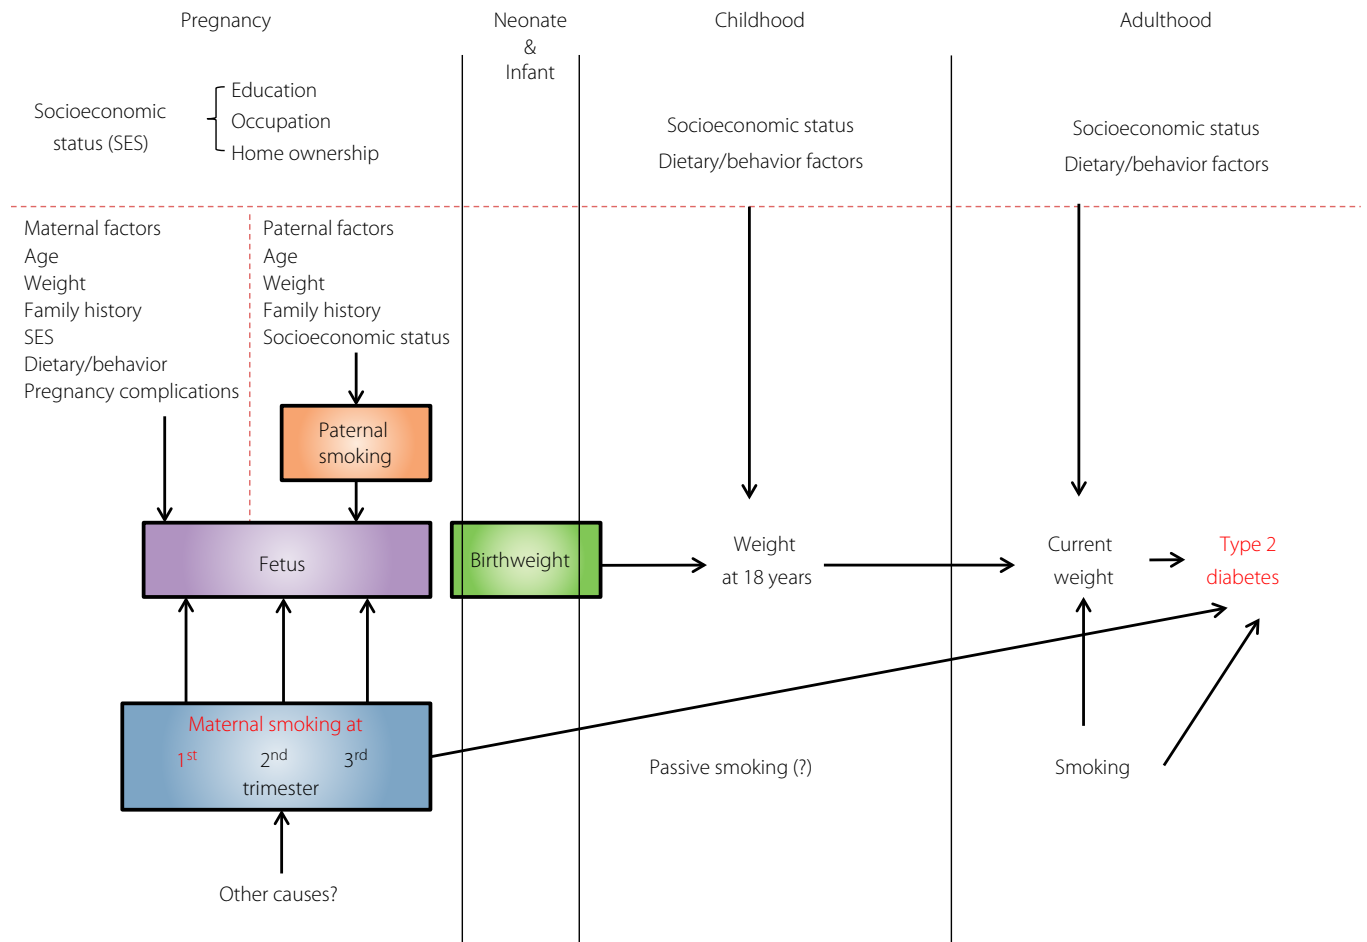 Pregnancy
Neonate
&
Infant
Childhood
Adulthood
Socioeconomic
status (SES)
Education
Occupation
Home ownership
Socioeconomic status
Dietary/behavior factors
Socioeconomic status
Dietary/behavior factors
Maternal factors
Age
Weight
Family history
SES
Dietary/behavior
Pregnancy complications
Paternal factors
Age
Weight
Family history
Socioeconomic status
Paternal
smoking
Fetus
Birthweight
Weight
at 18 years
Current
weight
Type 2
diabetes
Maternal smoking at
1st 2nd 3rd
trimester
Passive smoking (?)
Smoking
Other causes?